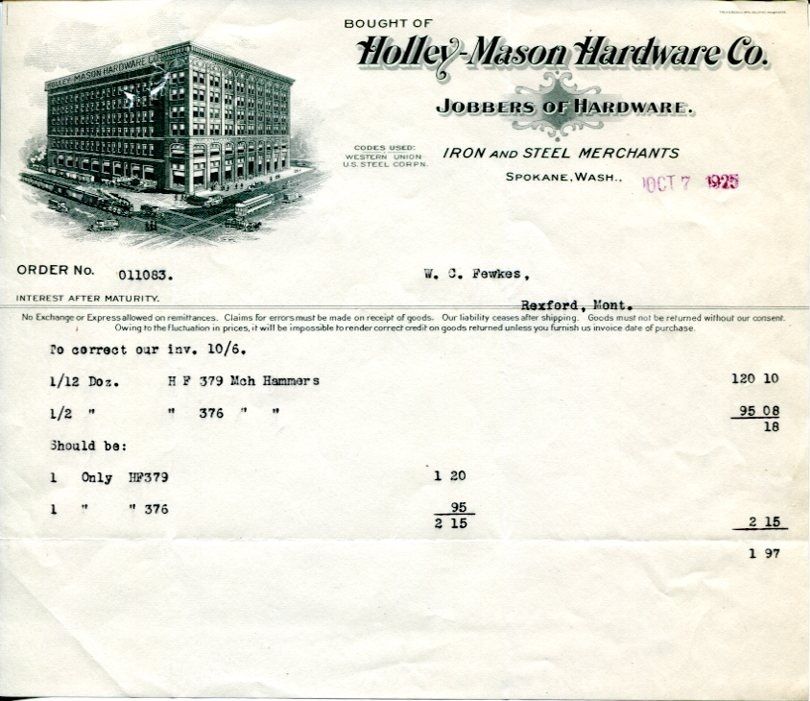 BOUGHT OF
Holley-Mason Hardware Co.
JOBBERS OF HARDWARE.
HOLLEY-MASON HARDWARE CO.
CODES USED:
WESTERN UNION
U.S. STEEL CORPN.
IRON AND STEEL MERCHANTS
SPOKANE, WASH.,
OCT 7 1925
ORDER NO. 011083.
W. C. Fewkes,
INTEREST AFTER MATURITY.
Rexford, Mont.
No Exchange or Express allowed on remittances. Claims for errors must be made on receipt of goods. Our liability ceases after shipping. Goods must not be returned without our consent.
Owing to the fluctuation in prices, it will be impossible to render correct credit on goods returned unless you furnish us invoice date of purchase.
To correct our inv. 10/6.
1/12 Doz. H F 379 Mch Hammers 120 10
1/2 " " 376 " " 95 08
18
Should be:
1 Only HF379 1 20
1 " " 376 95
2 15 2 15
1 97